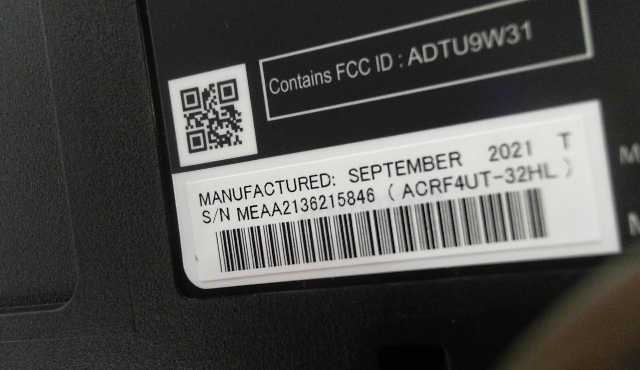 Contains FCC ID : ADTU9W31
MANUFACTURED: SEPTEMBER 2021 T
S/N MEAA2136215846 ( ACRF4UT-32HL )